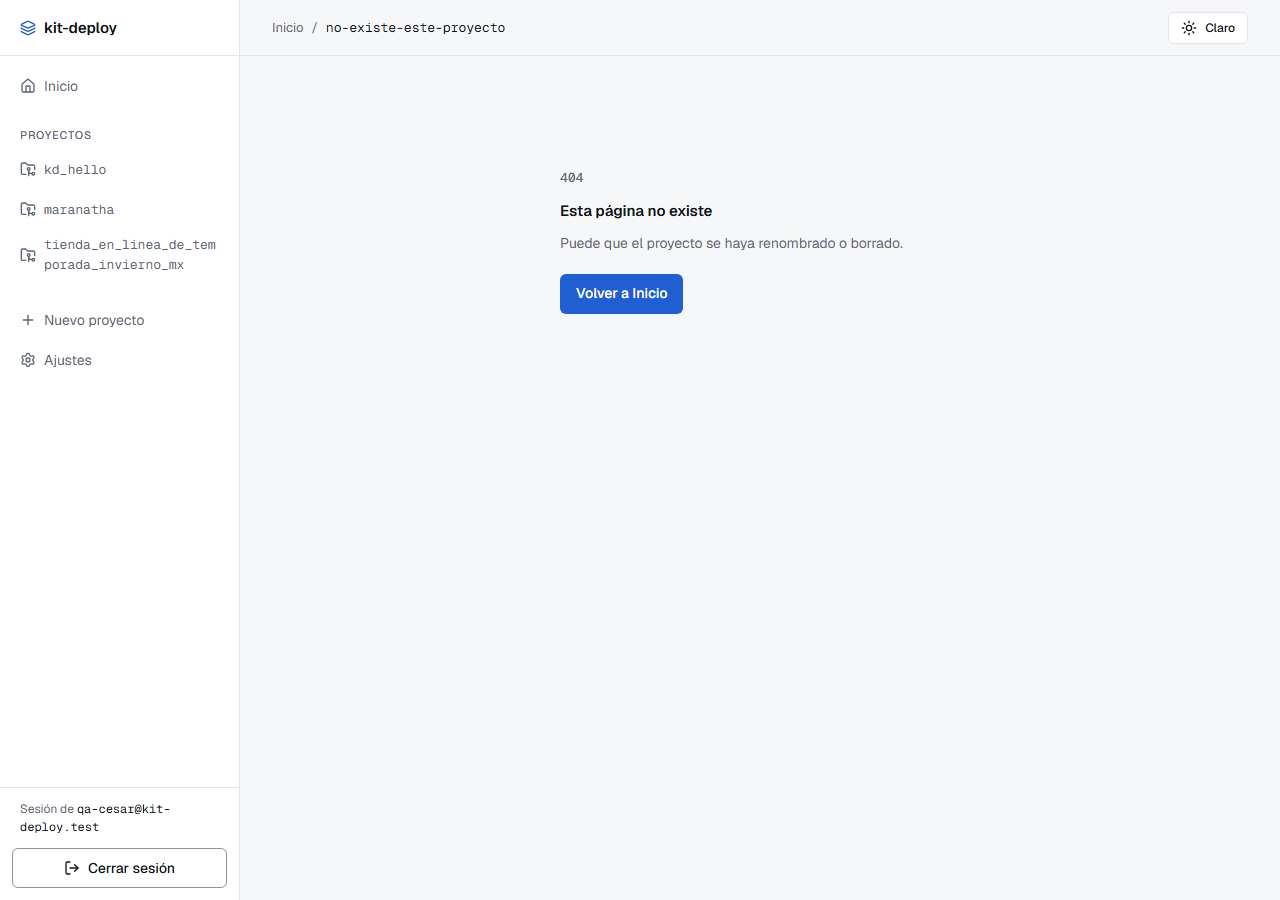 kit-deploy
Inicio / no-existe-este-proyecto
Claro
Inicio
PROYECTOS
kd_hello
maranatha
tienda_en_linea_de_tem
porada_invierno_mx
Nuevo proyecto
Ajustes
404
Esta página no existe
Puede que el proyecto se haya renombrado o borrado.
Volver a Inicio
Sesión de qa-cesar@kit-
deploy.test
Cerrar sesión